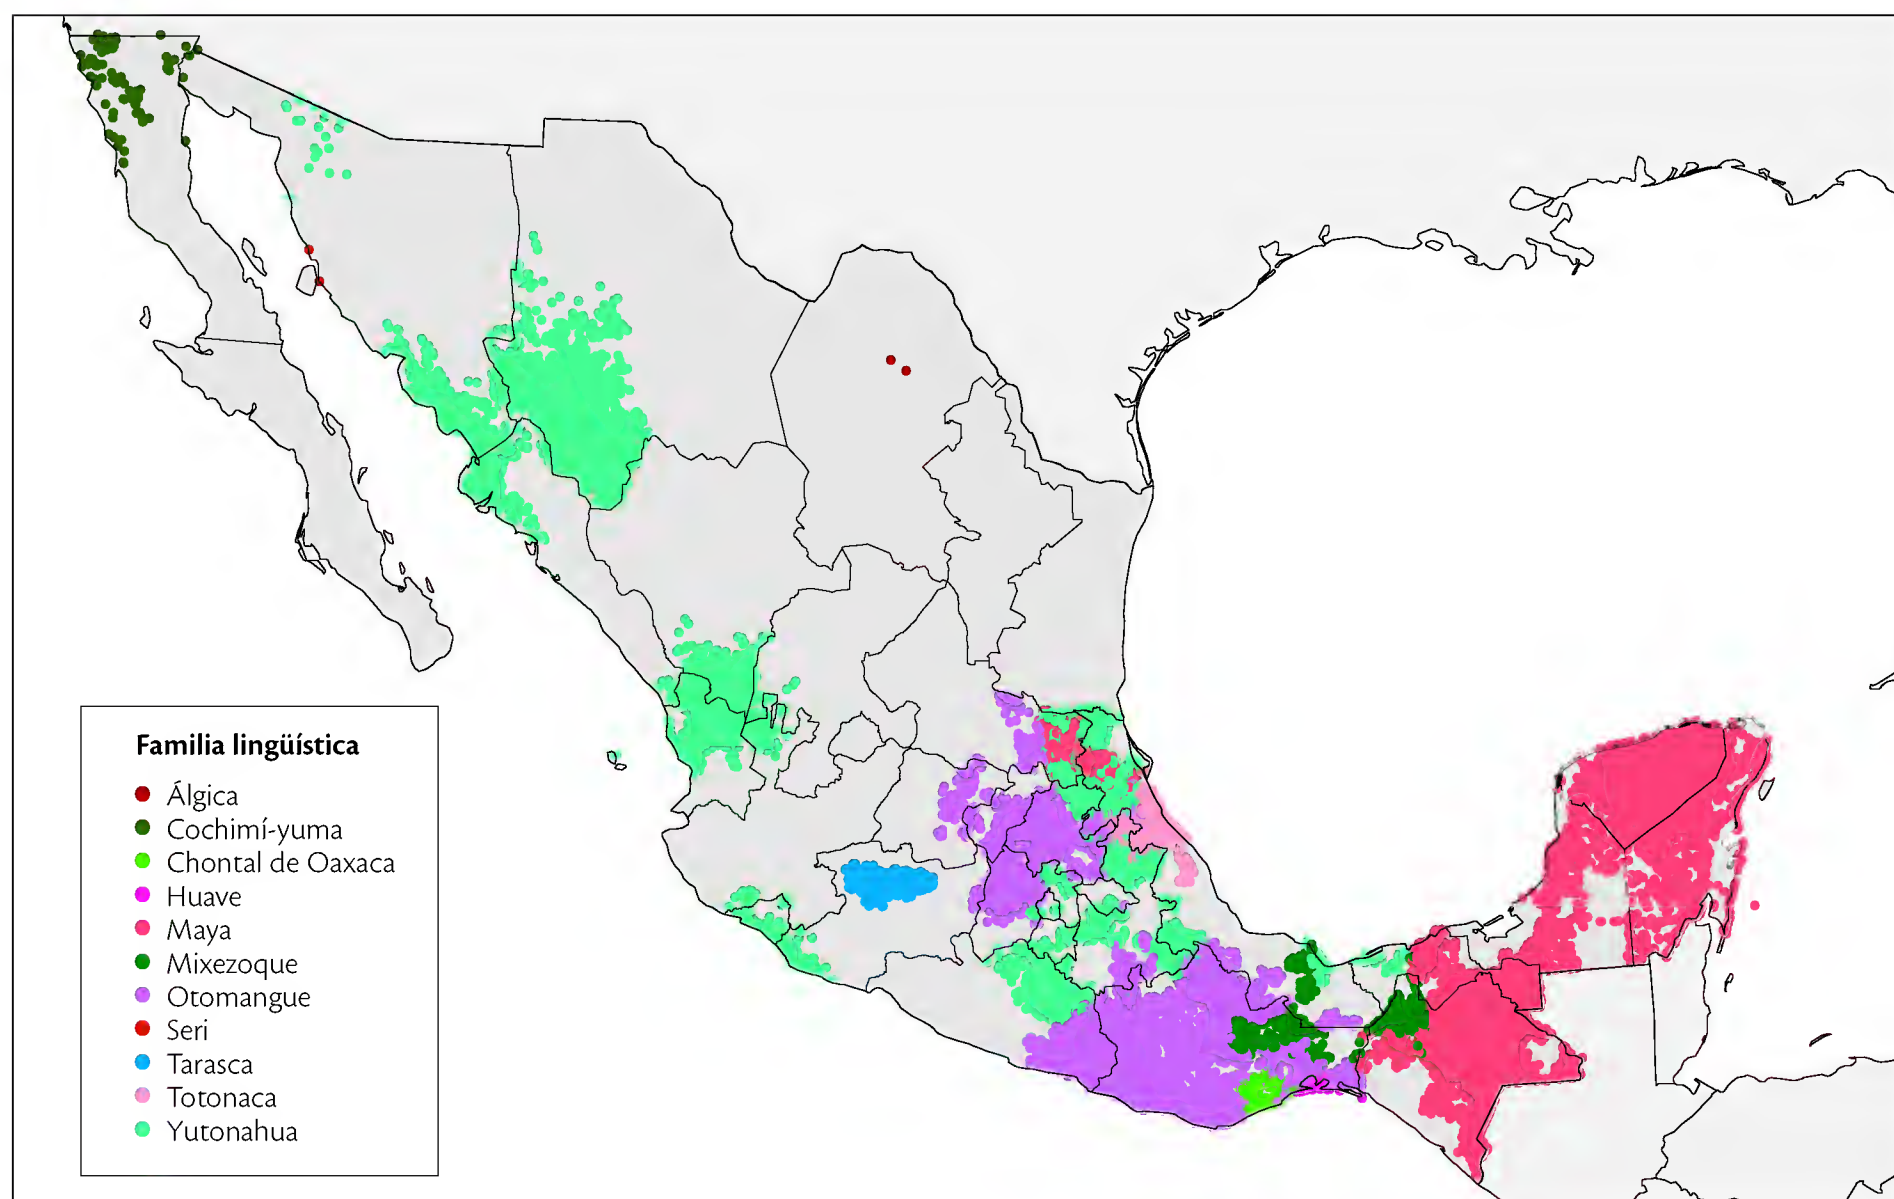 Familia lingüística
Álgica
Cochimí-yuma
Chontal de Oaxaca
Huave
Maya
Mixezoque
Otomangue
Seri
Tarasca
Totonaca
Yutonahua